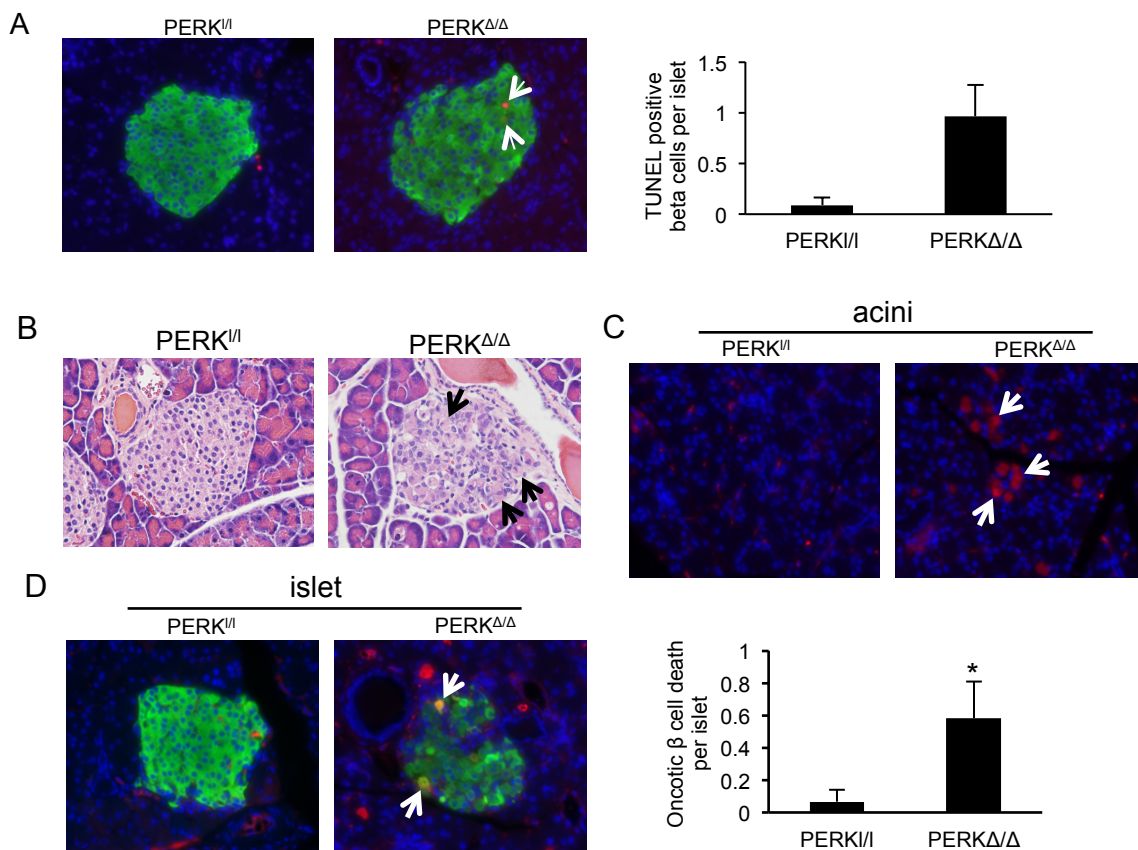 A
PERKl/l
PERKΔ/Δ
TUNEL positive
beta cells per islet
1.5
1
0.5
0
PERKl/l
PERKΔ/Δ
B
PERKl/l
PERKΔ/Δ
C
acini
PERKl/l
PERKΔ/Δ
D
islet
PERKl/l
PERKΔ/Δ
Oncotic β cell death
per islet
0.8
0.6
0.4
0.2
0
*
PERKl/l
PERKΔ/Δ